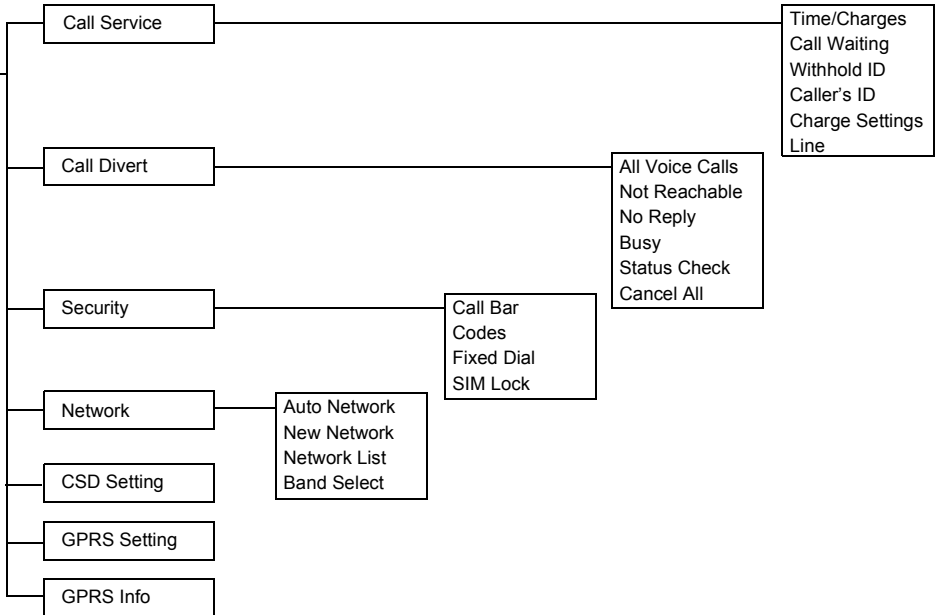 Call Service
Time/Charges
Call Waiting
Withhold ID
Caller's ID
Charge Settings
Line
Call Divert
All Voice Calls
Not Reachable
No Reply
Busy
Status Check
Cancel All
Security
Call Bar
Codes
Fixed Dial
SIM Lock
Network
Auto Network
New Network
Network List
Band Select
CSD Setting
GPRS Setting
GPRS Info